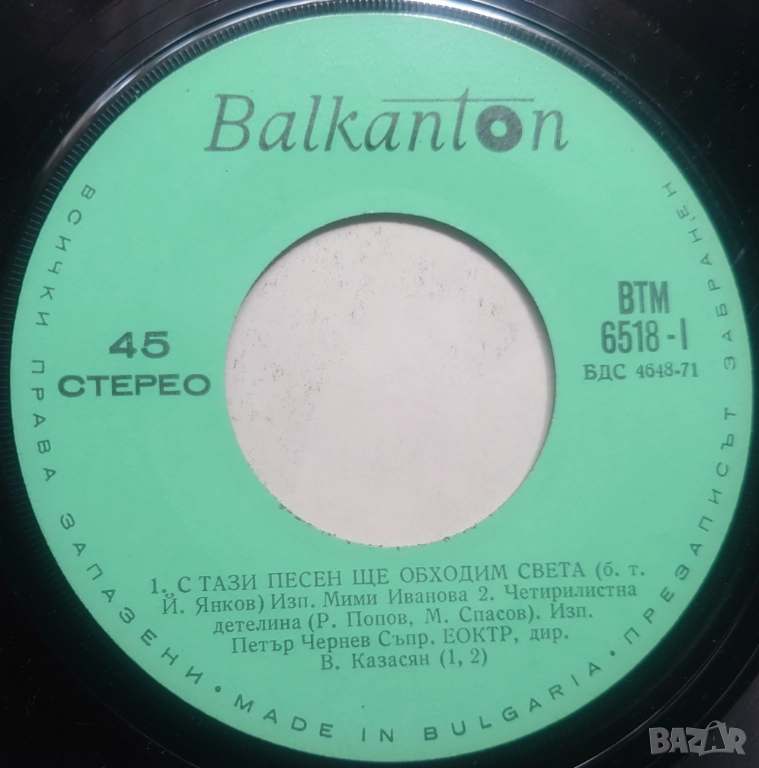 Balkanton
ВСИЧКИ ПРАВА ЗАПАЗЕНИ • MADE IN BULGARIA • ПРЕЗАПИСЪТ ЗАБРАНЕН
45
СТЕРЕО
ВТМ
6518 - I
БДС 4648-71
1. С ТАЗИ ПЕСЕН ЩЕ ОБХОДИМ СВЕТА (б. т.
Й. Янков) Изп. Мими Иванова 2. Четирилистна
детелина (Р. Попов, М. Спасов). Изп.
Петър Чернев Съпр. ЕОКТР, дир.
В. Казасян (1, 2)
BAZAR